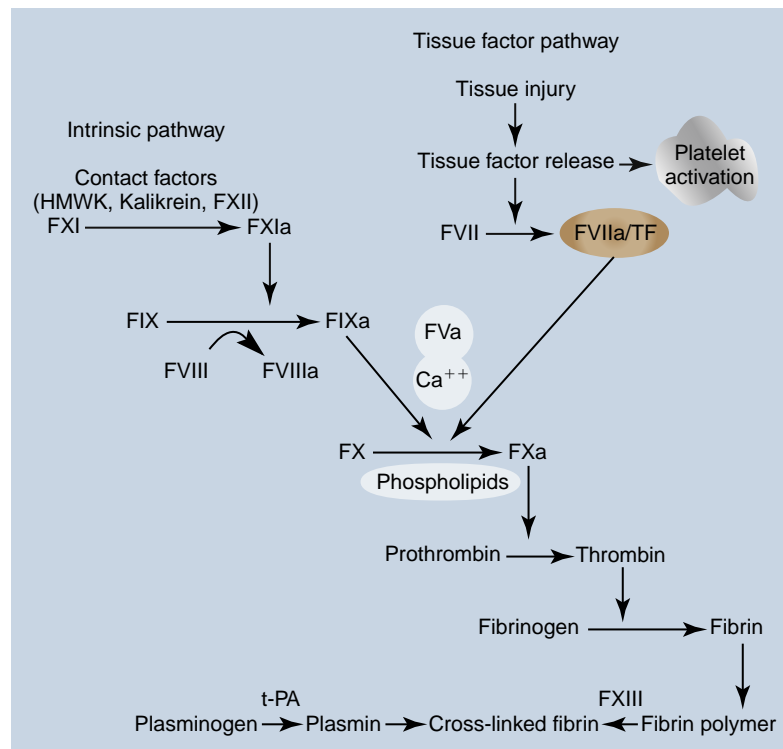 Tissue factor pathway
Tissue injury
Intrinsic pathway
Tissue factor release
Platelet
activation
Contact factors
(HMWK, Kalikrein, FXII)
FXI
FXIa
FVII
FVIIa/TF
FIX
FIXa
FVIII
FVIIIa
FVa
Ca++
FX
FXa
Phospholipids
Prothrombin
Thrombin
Fibrinogen
Fibrin
t-PA
FXIII
Plasminogen
Plasmin
Cross-linked fibrin
Fibrin polymer